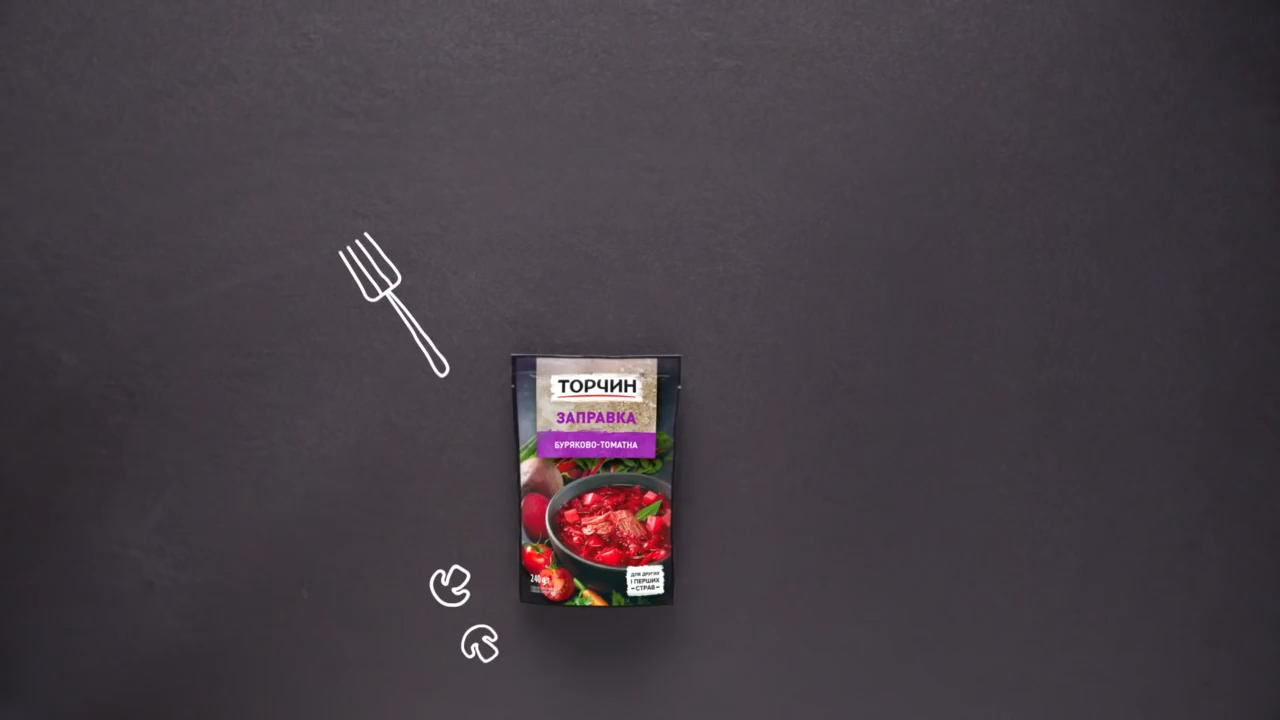 ТОРЧИН
ЗАПРАВКА
БУРЯКОВО-ТОМАТНА
240 g/г
ДЛЯ ДРУГИХ
І ПЕРШИХ
СТРАВ